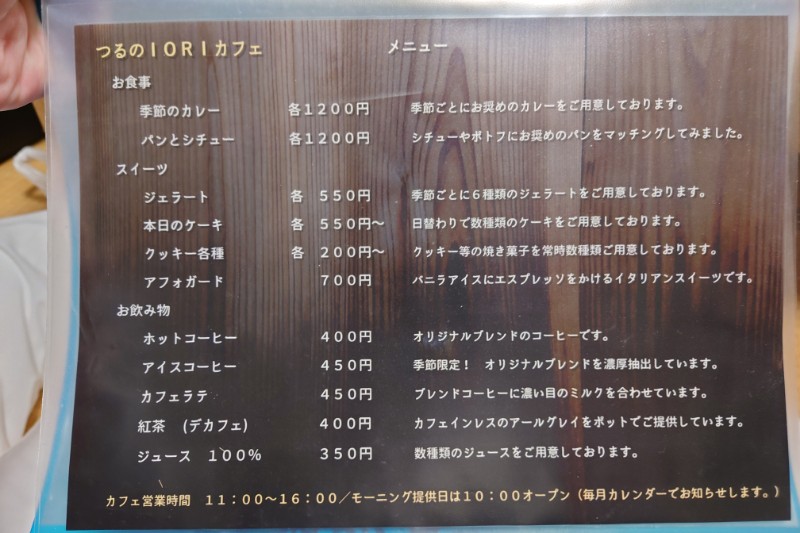 つるのIORIカフェ　メニュー
お食事
季節のカレー　各１２００円　季節ごとにお奨めのカレーをご用意しております。
パンとシチュー　各１２００円　シチューやポトフにお奨めのパンをマッチングしてみました。
スイーツ
ジェラート　各　５５０円　季節ごとに６種類のジェラートをご用意しております。
本日のケーキ　各　５５０円～　日替わりで数種類のケーキをご用意しております。
クッキー各種　各　２００円～　クッキー等の焼き菓子を常時数種類ご用意しております。
アフォガード　７００円　バニラアイスにエスプレッソをかけるイタリアンスイーツです。
お飲み物
ホットコーヒー　４００円　オリジナルブレンドのコーヒーです。
アイスコーヒー　４５０円　季節限定！　オリジナルブレンドを濃厚抽出しています。
カフェラテ　４５０円　ブレンドコーヒーに濃い目のミルクを合わせています。
紅茶　(デカフェ)　４００円　カフェインレスのアールグレイをポットでご提供しています。
ジュース　１００％　３５０円　数種類のジュースをご用意しております。
カフェ営業時間　１１：００～１６：００／モーニング提供日は１０：００オープン（毎月カレンダーでお知らせします。）